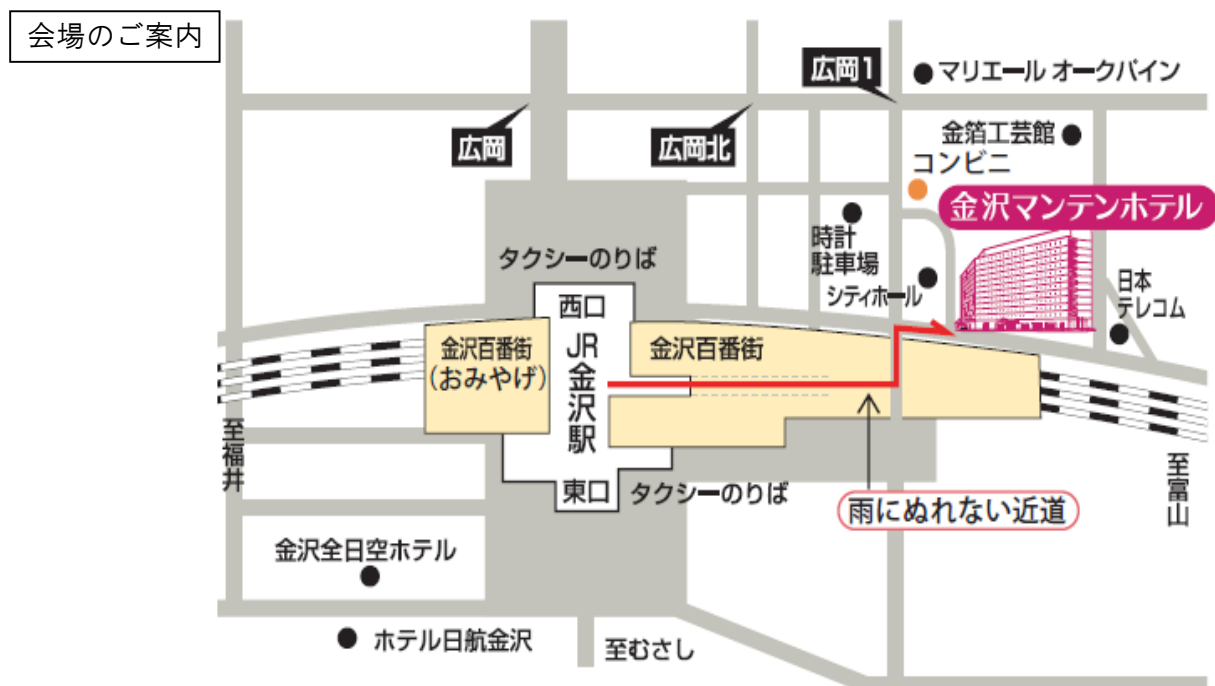 会場のご案内
広岡1
マリエール オークパイン
広岡
広岡北
金箔工芸館
コンビニ
金沢マンテンホテル
時計
駐車場
シティホール
日本
テレコム
タクシーのりば
西口
金沢百番街
(おみやげ)
JR金沢駅
金沢百番街
至福井
至富山
東口
タクシーのりば
雨にぬれない近道
金沢全日空ホテル
ホテル日航金沢
至むさし